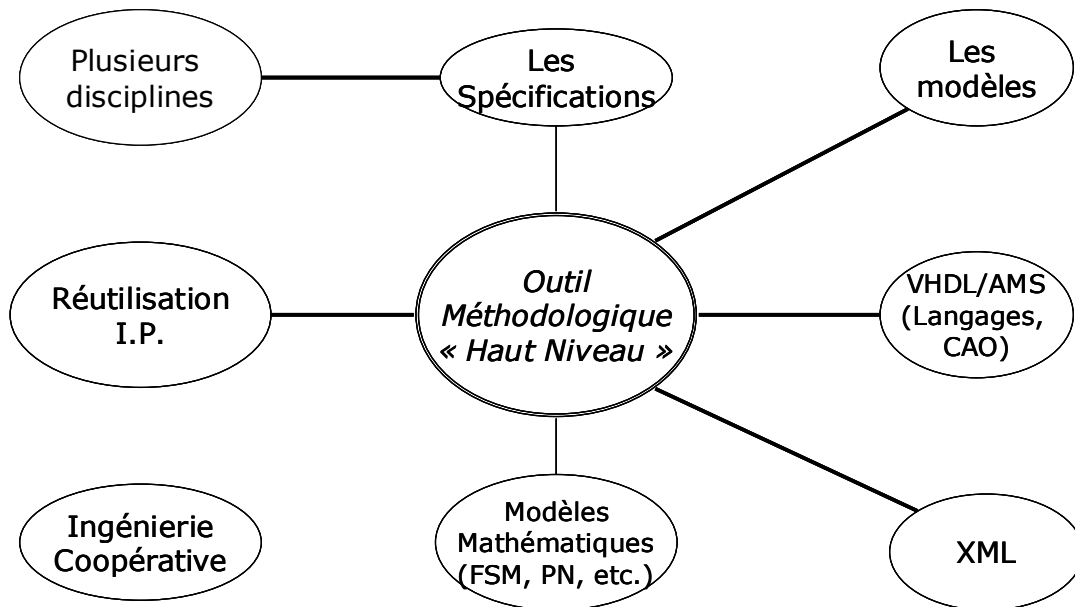 Plusieurs
disciplines
Les
Spécifications
Les
modèles
Réutilisation
I.P.
Outil
Méthodologique
« Haut Niveau »
VHDL/AMS
(Langages,
CAO)
Ingénierie
Coopérative
Modèles
Mathématiques
(FSM, PN, etc.)
XML